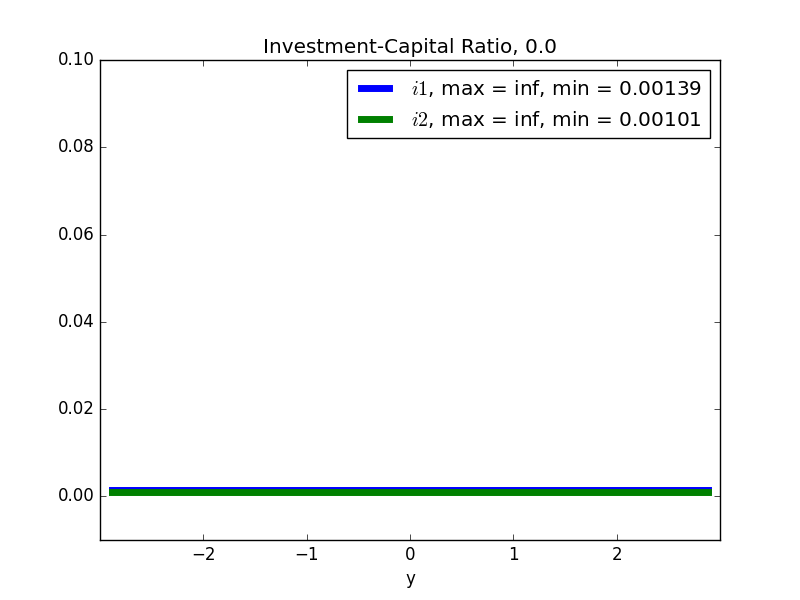 Investment-Capital Ratio, 0.0
0.10
0.08
0.06
0.04
0.02
0.00
i1, max = inf, min = 0.00139
i2, max = inf, min = 0.00101
−2
−1
0
1
2
y